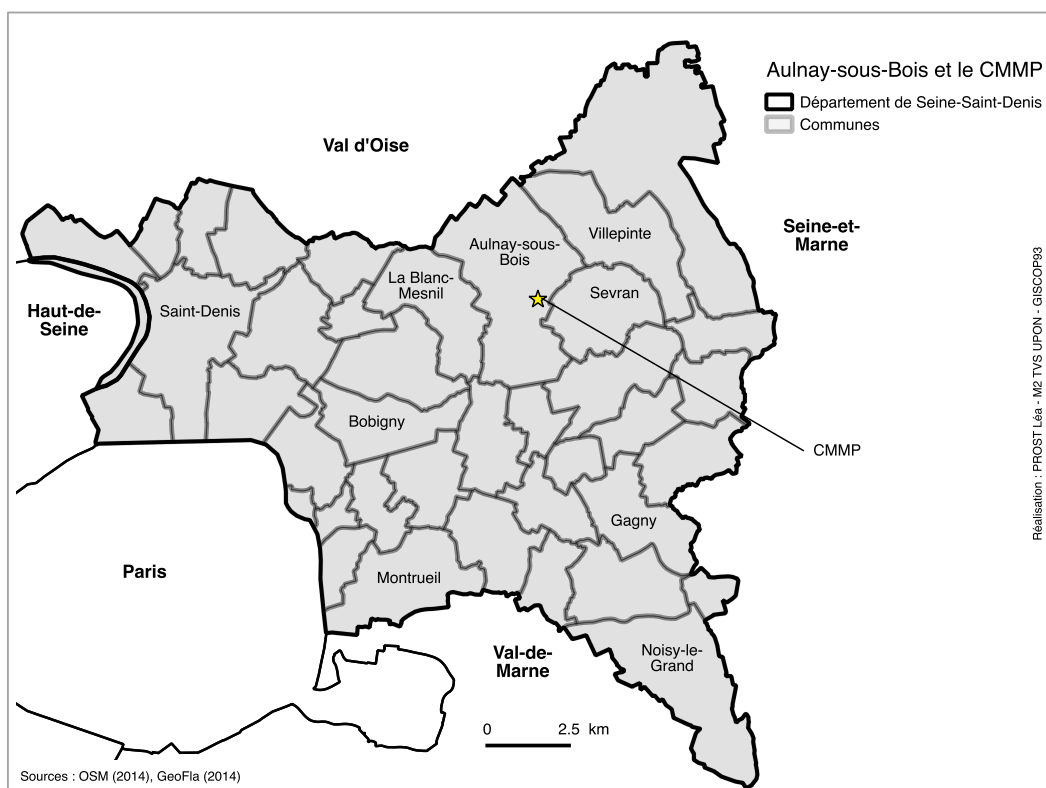 Aulnay-sous-Bois et le CMMP
Département de Seine-Saint-Denis
Communes
Val d'Oise
Seine-et-
Marne
Villepinte
Aulnay-sous-
Bois
La Blanc-
Mesnil
Sevran
Haut-de-
Seine
Saint-Denis
Bobigny
CMMP
Gagny
Paris
Montrueil
Val-de-
Marne
Noisy-le-
Grand
0 2.5 km
Sources : OSM (2014), GeoFla (2014)
Réalisation : PROST Léa - M2 TVS UPON - GISCOP93